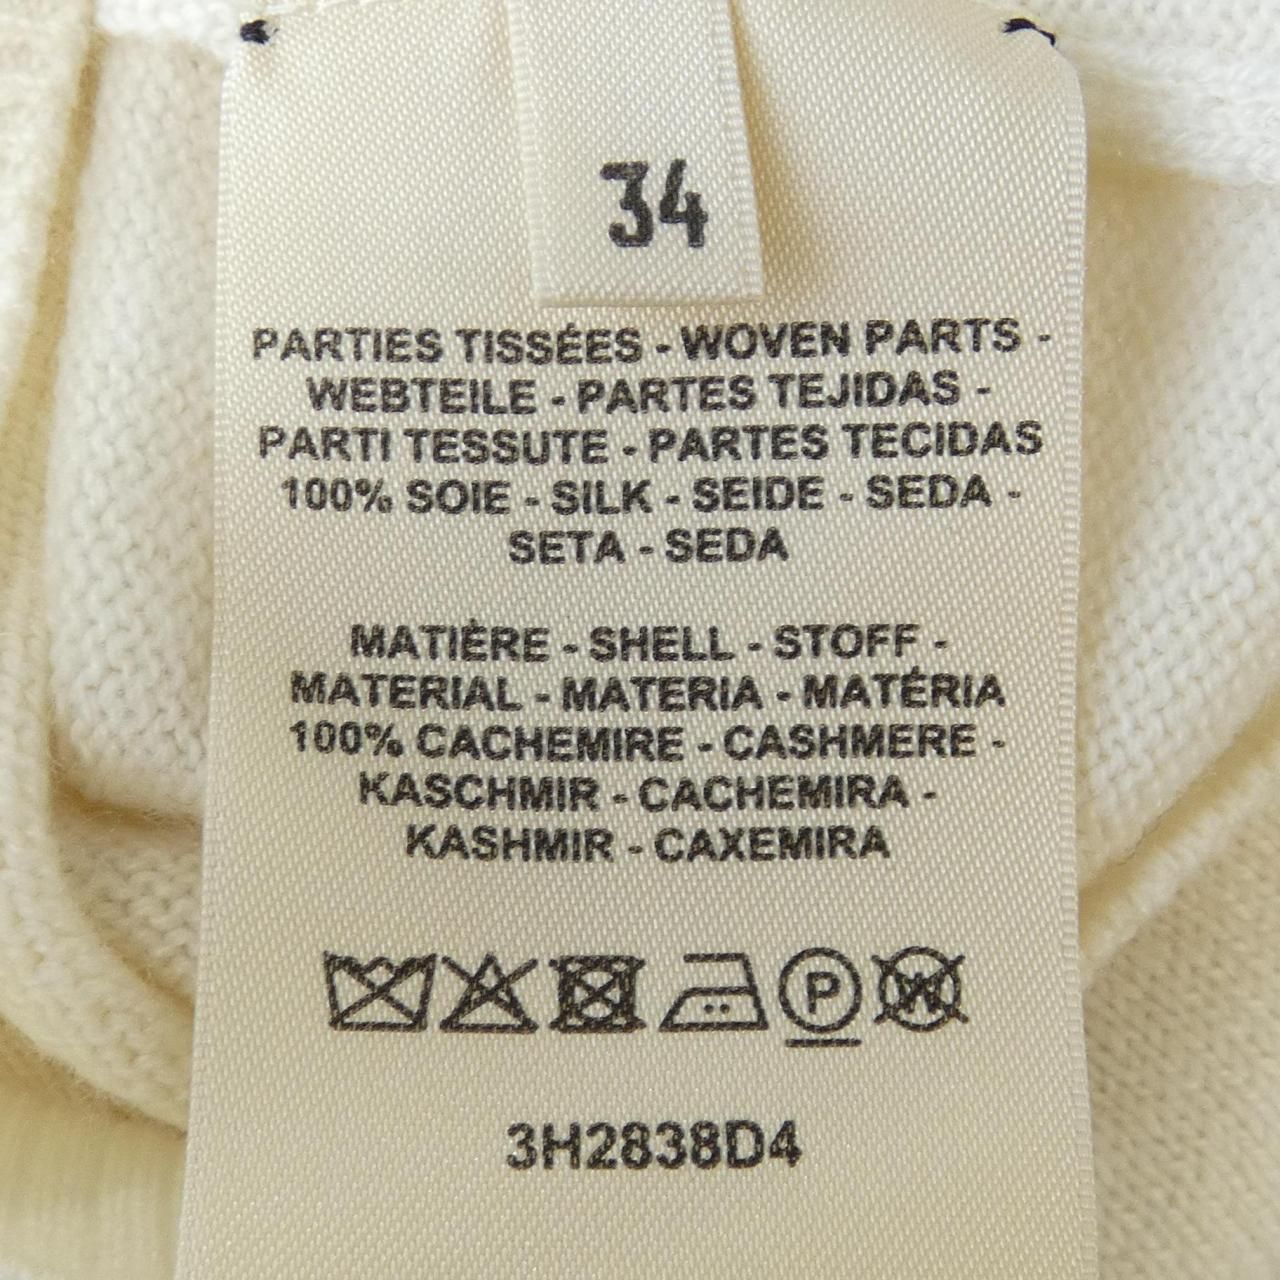 34
PARTIES TISSÉES - WOVEN PARTS -
WEBTEILE - PARTES TEJIDAS -
PARTI TESSUTE - PARTES TECIDAS
100% SOIE - SILK - SEIDE - SEDA -
SETA - SEDA
MATIÈRE - SHELL - STOFF -
MATERIAL - MATERIA - MATÉRIA
100% CACHEMIRE - CASHMERE -
KASCHMIR - CACHEMIRA -
KASHMIR - CAXEMIRA
P W
3H2838D4